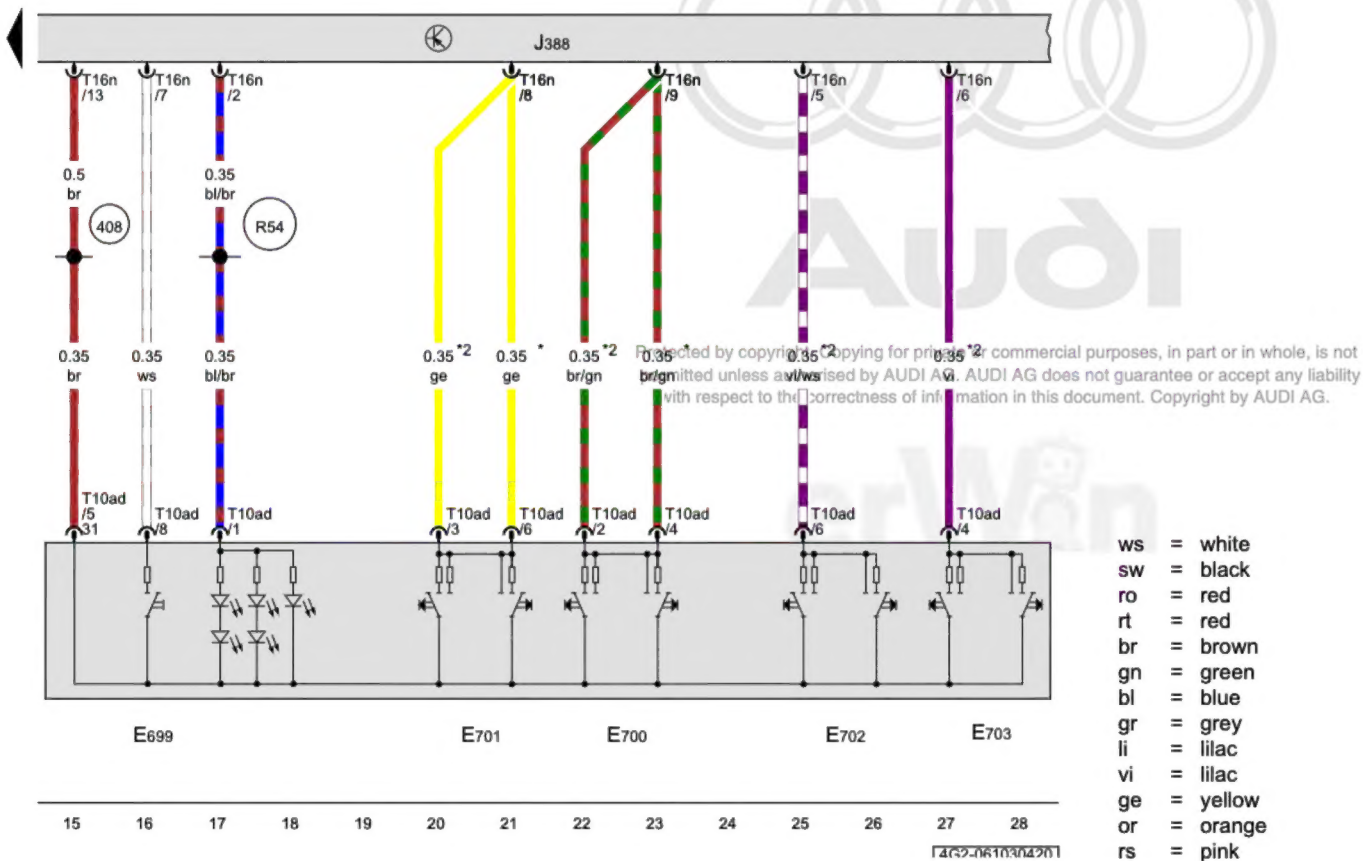 J388
T16n T16n T16n T16n T16n T16n T16n
/13 /7 /2 /8 /9 /5 /6
0.5 0.35
br bl/br
408 R54
Audi
0.35 0.35 0.35 0.35 *2 0.35 * 0.35 *2 0.35 * 0.35 *2 0.35 *2
br ws bl/br ge ge br/gn br/gn vi/ws vi
Protected by copyright. Copying for private or commercial purposes, in part or in whole, is not
permitted unless authorised by AUDI AG. AUDI AG does not guarantee or accept any liability
with respect to the correctness of information in this document. Copyright by AUDI AG.
erWin
T10ad T10ad T10ad T10ad T10ad T10ad T10ad T10ad T10ad
/5 /8 /1 /3 /6 /2 /4 /6 /4
31
ws = white
sw = black
ro = red
rt = red
br = brown
gn = green
bl = blue
gr = grey
li = lilac
vi = lilac
ge = yellow
or = orange
rs = pink
E699 E701 E700 E702 E703
15 16 17 18 19 20 21 22 23 24 25 26 27 28
4G2-061030420